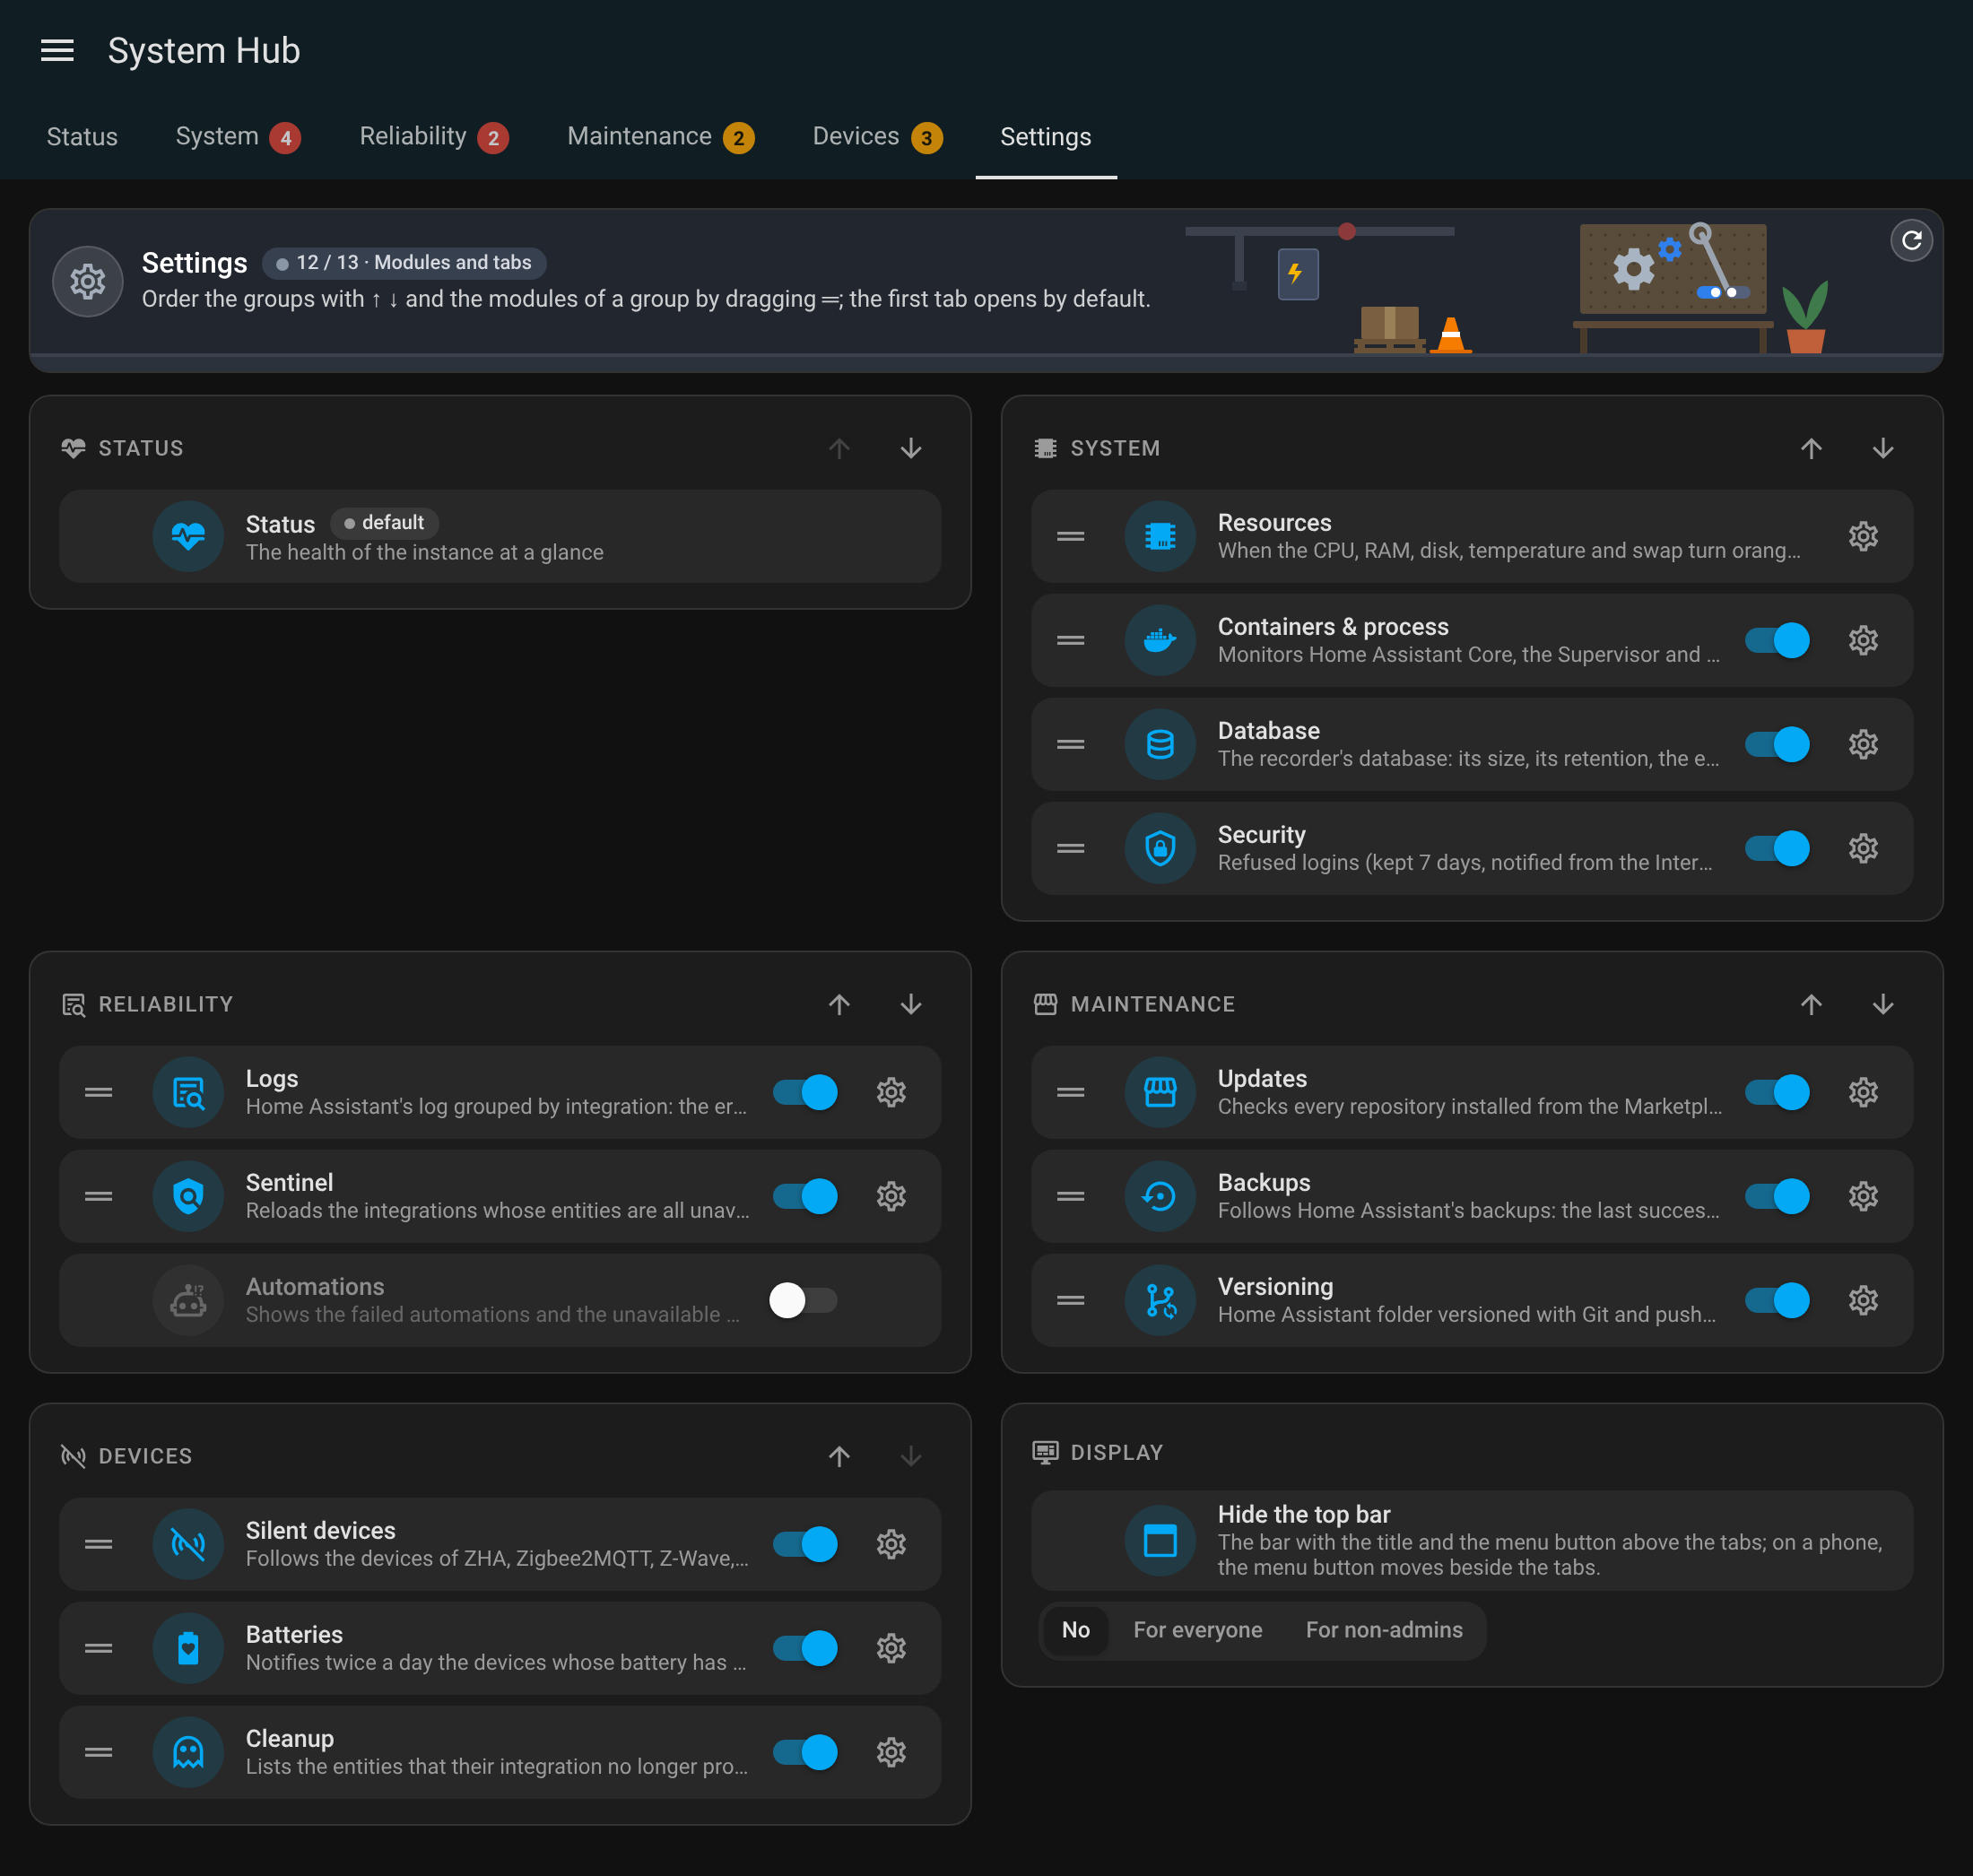 System Hub
Status
System 4
Reliability 2
Maintenance 2
Devices 3
Settings
Settings 12 / 13 · Modules and tabs
Order the groups with ↑ ↓ and the modules of a group by dragging ═; the first tab opens by default.
STATUS
Status default
The health of the instance at a glance
SYSTEM
Resources
When the CPU, RAM, disk, temperature and swap turn orang…
Containers & process
Monitors Home Assistant Core, the Supervisor and …
Database
The recorder's database: its size, its retention, the e…
Security
Refused logins (kept 7 days, notified from the Inter…
RELIABILITY
Logs
Home Assistant's log grouped by integration: the er…
Sentinel
Reloads the integrations whose entities are all unav…
Automations
Shows the failed automations and the unavailable …
MAINTENANCE
Updates
Checks every repository installed from the Marketpl…
Backups
Follows Home Assistant's backups: the last succes…
Versioning
Home Assistant folder versioned with Git and push…
DEVICES
Silent devices
Follows the devices of ZHA, Zigbee2MQTT, Z-Wave,…
Batteries
Notifies twice a day the devices whose battery has …
Cleanup
Lists the entities that their integration no longer pro…
DISPLAY
Hide the top bar
The bar with the title and the menu button above the tabs; on a phone,
the menu button moves beside the tabs.
No
For everyone
For non-admins